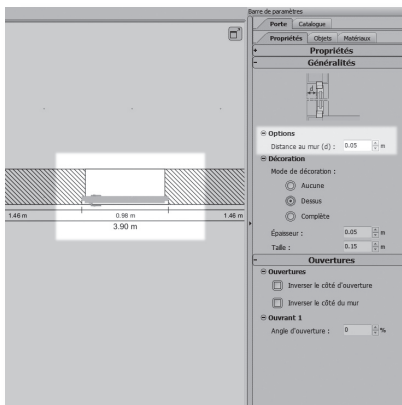 Barre de paramètres
Porte Catalogue
Propriétés Objets Matériaux
+ Propriétés
- Généralités
d
Options
Distance au mur (d) : 0.05 m
Décoration
Mode de décoration :
Aucune
Dessus
Complète
Épaisseur : 0.05 m
Taille : 0.15 m
- Ouvertures
Ouvertures
Inverser le côté d'ouverture
Inverser le côté du mur
Ouvrant 1
Angle d'ouverture : 0 %
1.46 m 0.98 m 1.46 m
3.90 m